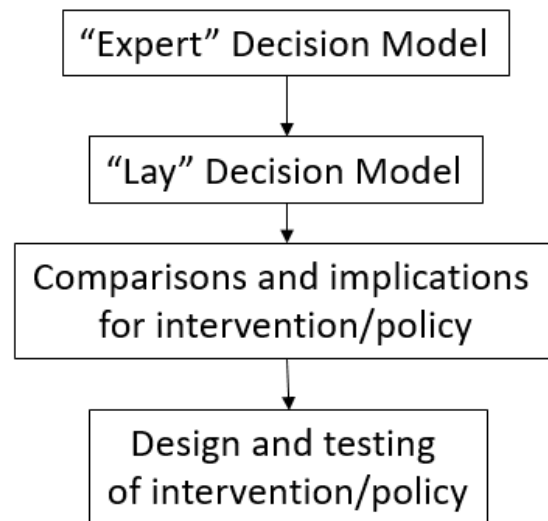 “Expert” Decision Model
“Lay” Decision Model
Comparisons and implications
for intervention/policy
Design and testing
of intervention/policy